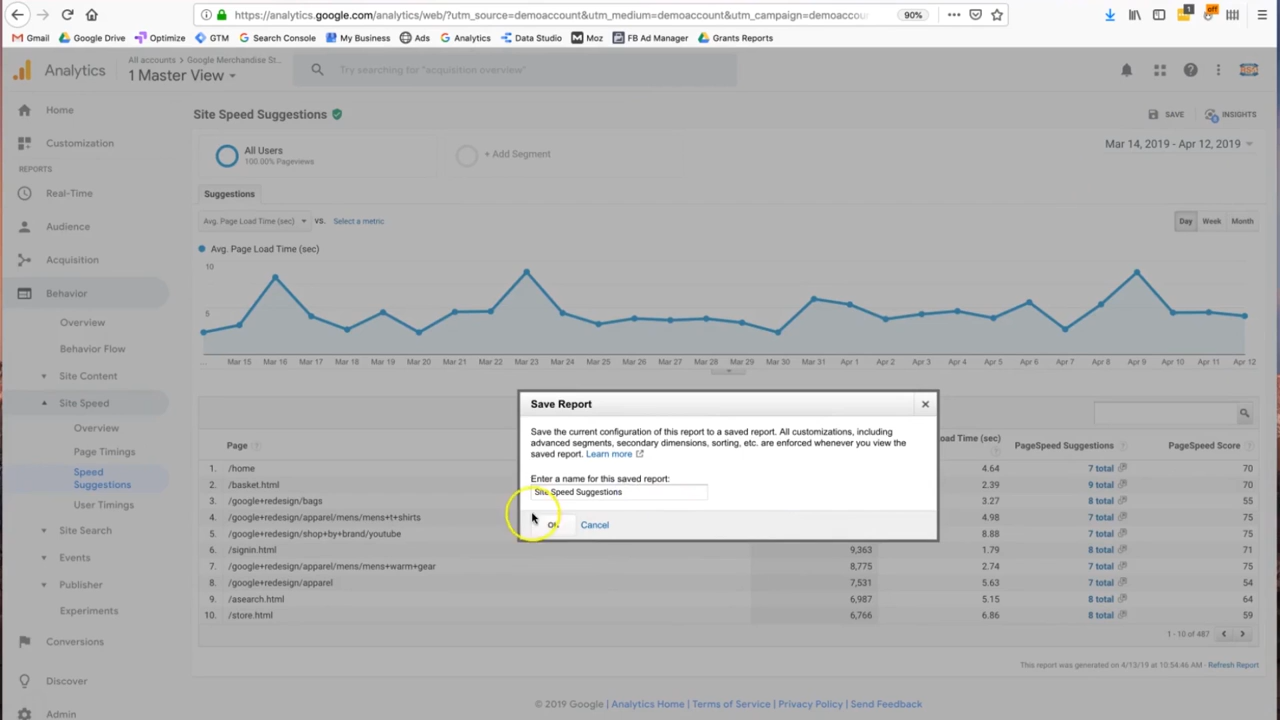 https://analytics.google.com/analytics/web/?utm_source=demoaccount&utm_medium=demoaccount&utm_campaign=demoaccou
90%
1
off
Gmail
Google Drive
Optimize
GTM
Search Console
My Business
Ads
Analytics
Data Studio
Moz
FB Ad Manager
Grants Reports
Analytics
All accounts > Google Merchandise St...
1 Master View
Try searching for "acquisition overview"
Home
Customization
REPORTS
Real-Time
Audience
Acquisition
Behavior
Overview
Behavior Flow
Site Content
Site Speed
Overview
Page Timings
Speed
Suggestions
User Timings
Site Search
Events
Publisher
Experiments
Conversions
Discover
Admin
Site Speed Suggestions
SAVE
INSIGHTS
All Users
100.00% Pageviews
+ Add Segment
Mar 14, 2019 - Apr 12, 2019
Suggestions
Avg. Page Load Time (sec)
VS.
Select a metric
Day
Week
Month
Avg. Page Load Time (sec)
10
5
... Mar 15 Mar 16 Mar 17 Mar 18 Mar 19 Mar 20 Mar 21 Mar 22 Mar 23 Mar 24 Mar 25 Mar 26 Mar 27 Mar 28 Mar 29 Mar 30 Mar 31 Apr 1 Apr 2 Apr 3 Apr 4 Apr 5 Apr 6 Apr 7 Apr 8 Apr 9 Apr 10 Apr 11 Apr 12
Save Report
Save the current configuration of this report to a saved report. All customizations, including
advanced segments, secondary dimensions, sorting, etc. are enforced whenever you view the
saved report. Learn more
Enter a name for this saved report:
Site Speed Suggestions
OK
Cancel
Page
Load Time (sec)
PageSpeed Suggestions
PageSpeed Score
1. /home 4.64 7 total 70
2. /basket.html 2.39 9 total 70
3. /google+redesign/bags 3.27 8 total 55
4. /google+redesign/apparel/mens/mens+t+shirts 4.98 7 total 75
5. /google+redesign/shop+by+brand/youtube 8.88 7 total 75
6. /signin.html 9,363 1.79 8 total 71
7. /google+redesign/apparel/mens/mens+warm+gear 8,775 2.74 7 total 75
8. /google+redesign/apparel 7,531 5.63 7 total 54
9. /asearch.html 6,987 5.15 8 total 64
10. /store.html 6,766 6.86 8 total 59
1 - 10 of 487
This report was generated on 4/13/19 at 10:54:46 AM - Refresh Report
© 2019 Google | Analytics Home | Terms of Service | Privacy Policy | Send Feedback